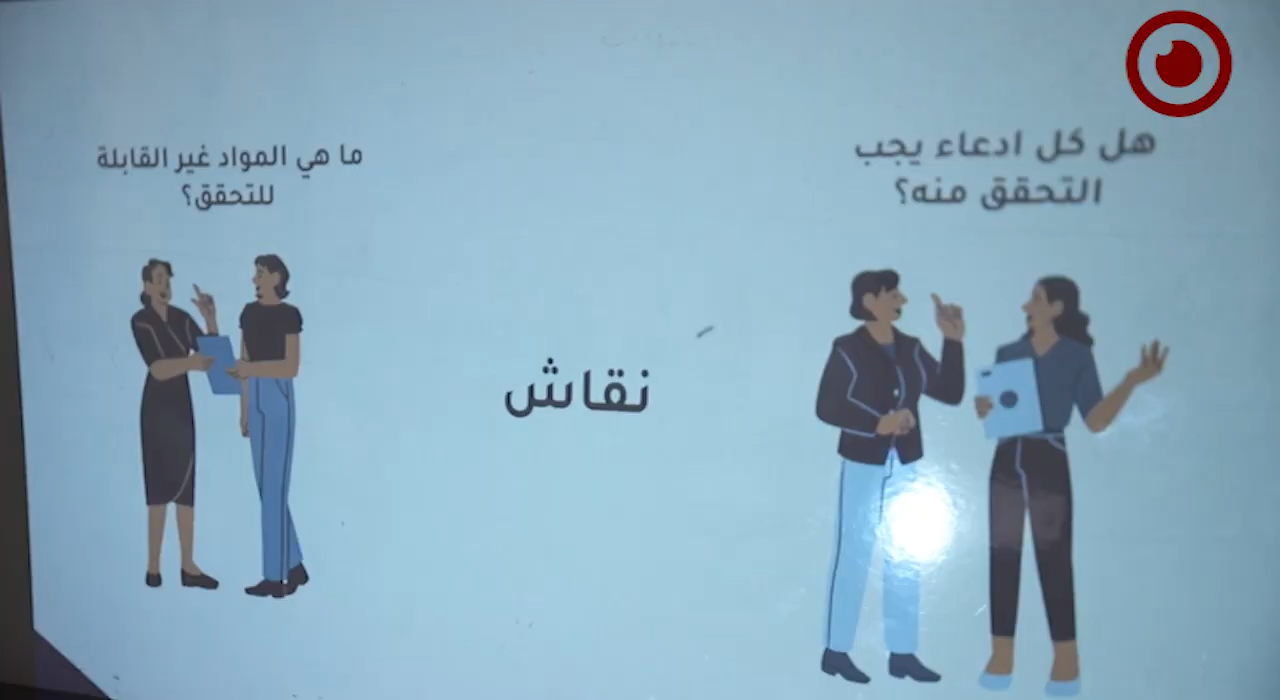 هل كل ادعاء يجب
التحقق منه؟
ما هي المواد غير القابلة
للتحقق؟
نقاش